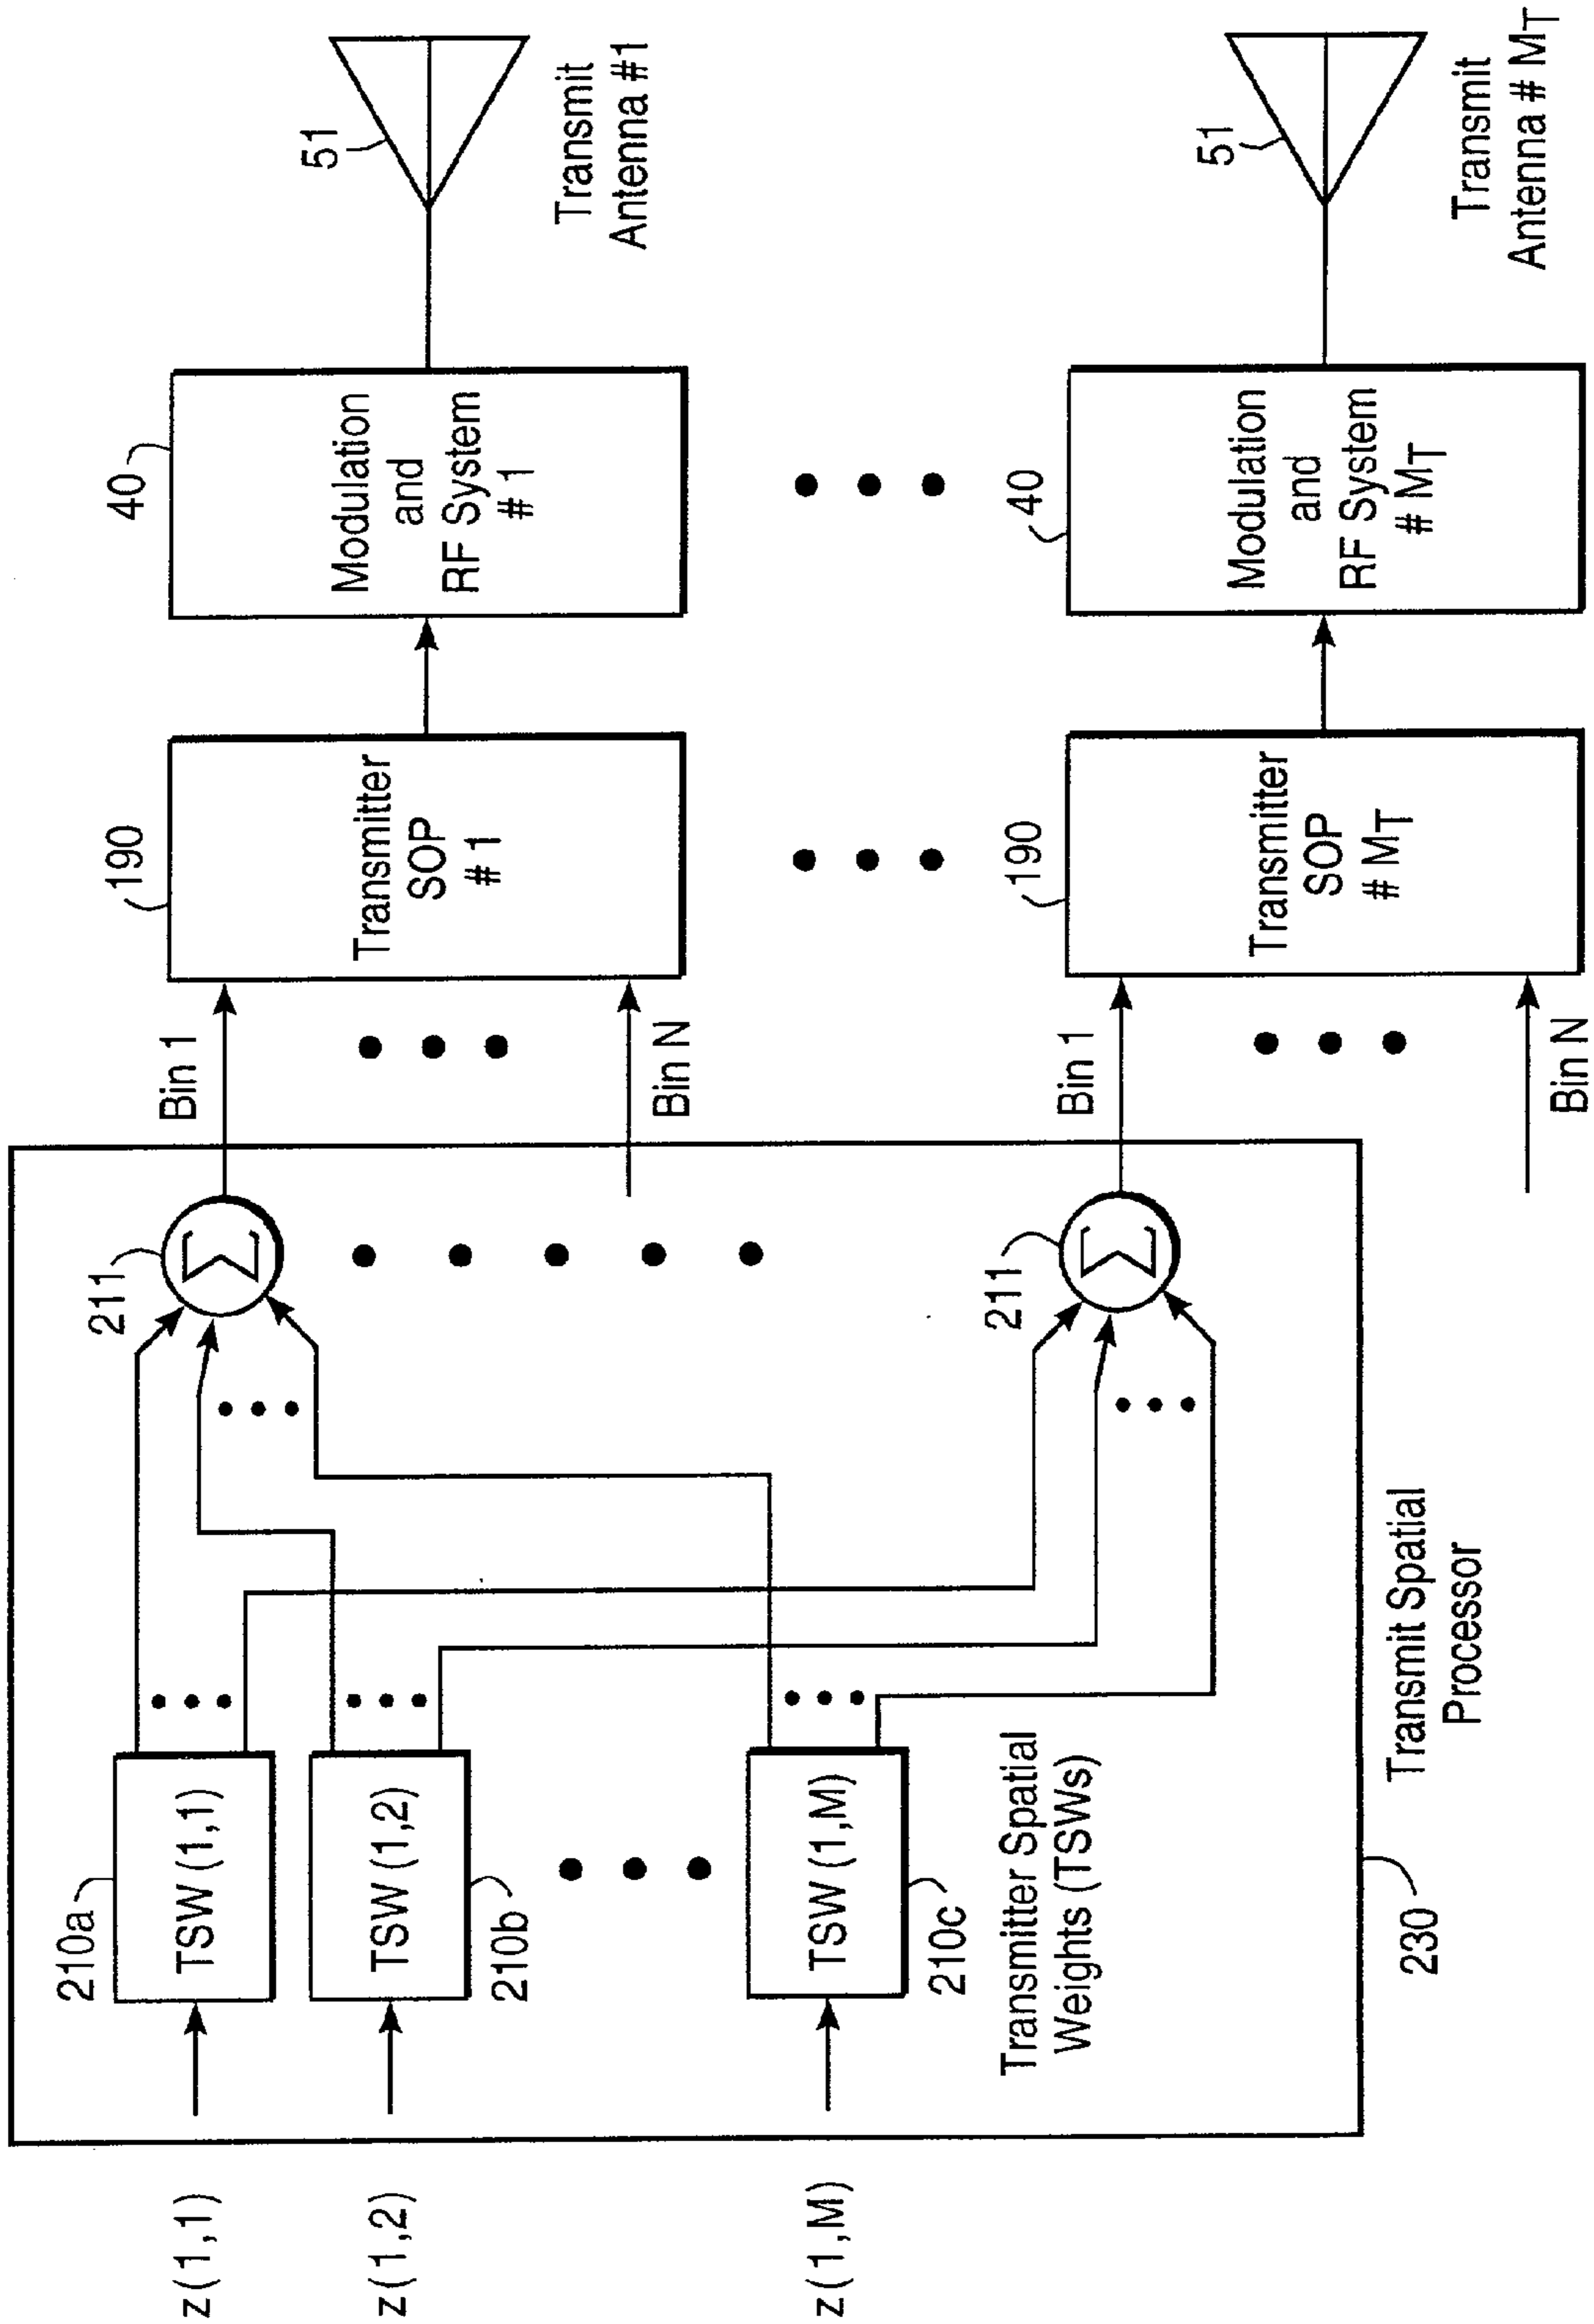 z(1,1)
z(1,2)
z(1,M)
210a
TSW (1,1)
TSW (1,2)
210b
TSW (1,M)
210c
Transmitter Spatial
Weights (TSWs)
230
Transmit Spatial
Processor
211
Σ
211
Σ
Bin 1
Bin N
Bin 1
Bin N
190
Transmitter
SOP
# 1
190
Transmitter
SOP
# MT
40
Modulation
and
RF System
# 1
40
Modulation
and
RF System
# MT
51
Transmit
Antenna #1
51
Transmit
Antenna # MT